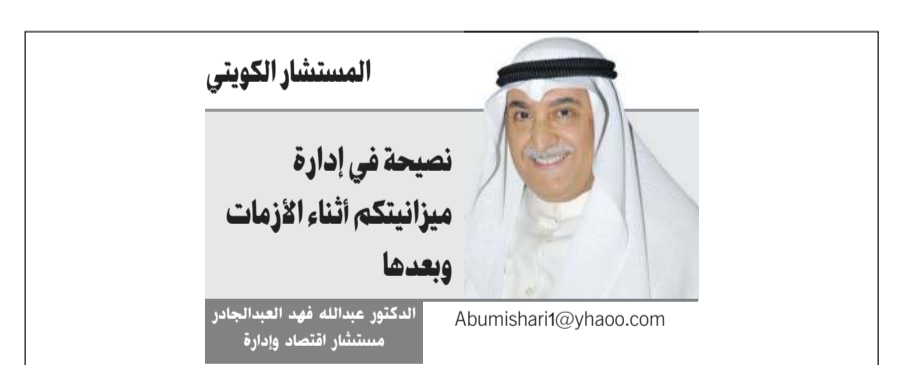 المستشار الكويتي
نصيحة في إدارة
ميزانيتكم أثناء الأزمات
وبعدها
الدكتور عبدالله فهد العبدالجادر
مستشار اقتصاد وإدارة
Abumishari1@yhaoo.com